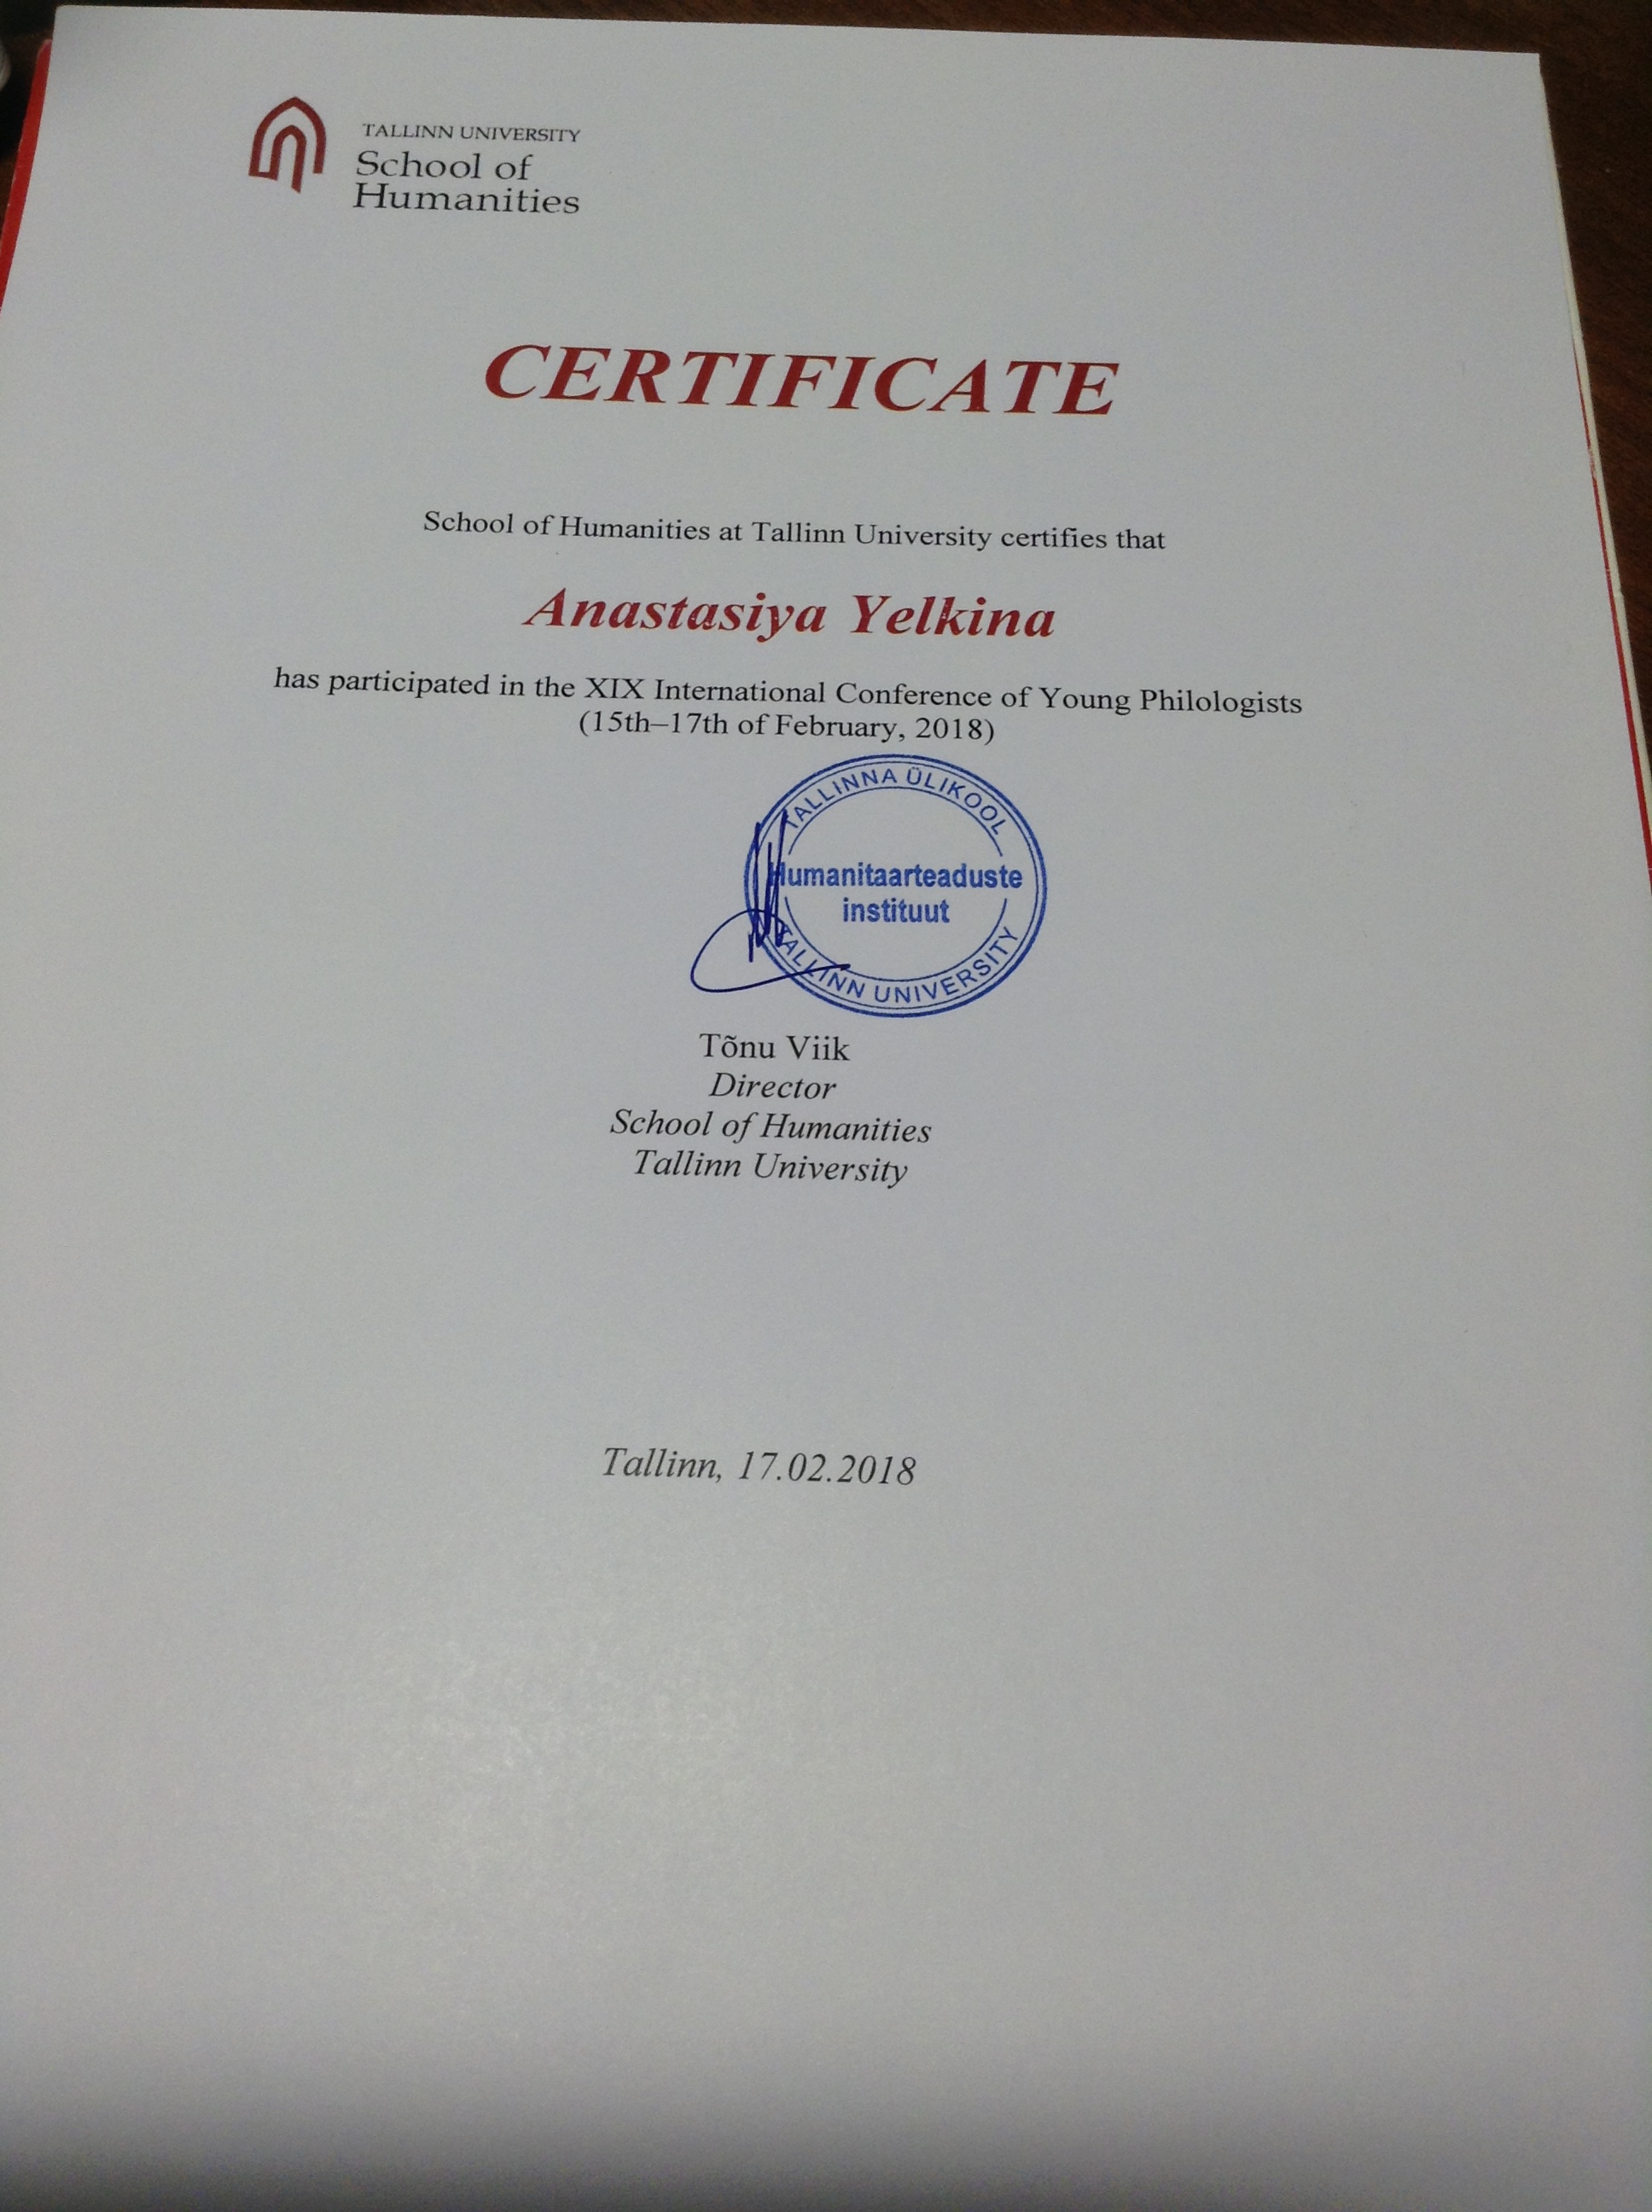 TALLINN UNIVERSITY
School of
Humanities
CERTIFICATE
School of Humanities at Tallinn University certifies that
Anastasiya Yelkina
has participated in the XIX International Conference of Young Philologists
(15th–17th of February, 2018)
TALLINNA ÜLIKOOL
Humanitaarteaduste
instituut
TALLINN UNIVERSITY
Tõnu Viik
Director
School of Humanities
Tallinn University
Tallinn, 17.02.2018